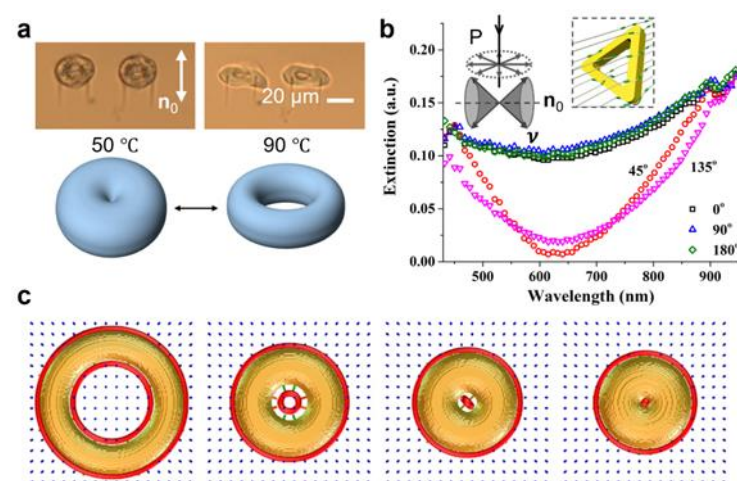 a
n₀
20 µm
50 ℃
90 ℃
b
P
n₀
ν
Extinction (a.u.)
0.20
0.15
0.10
0.05
0.00
45°
135°
0°
90°
180°
500 600 700 800 900
Wavelength (nm)
c